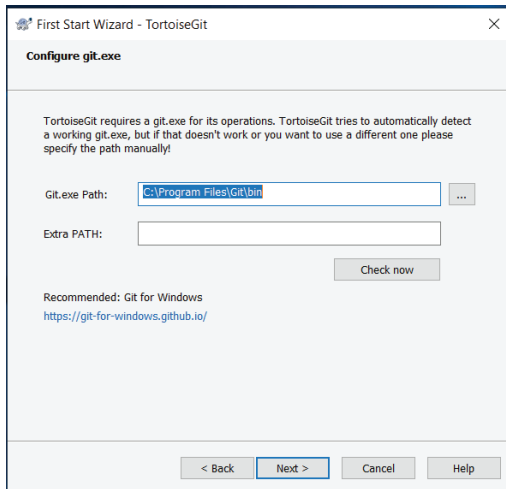 First Start Wizard - TortoiseGit
Configure git.exe
TortoiseGit requires a git.exe for its operations. TortoiseGit tries to automatically detect
a working git.exe, but if that doesn't work or you want to use a different one please
specify the path manually!
Git.exe Path:
C:\Program Files\Git\bin
...
Extra PATH:
Check now
Recommended: Git for Windows
https://git-for-windows.github.io/
< Back
Next >
Cancel
Help